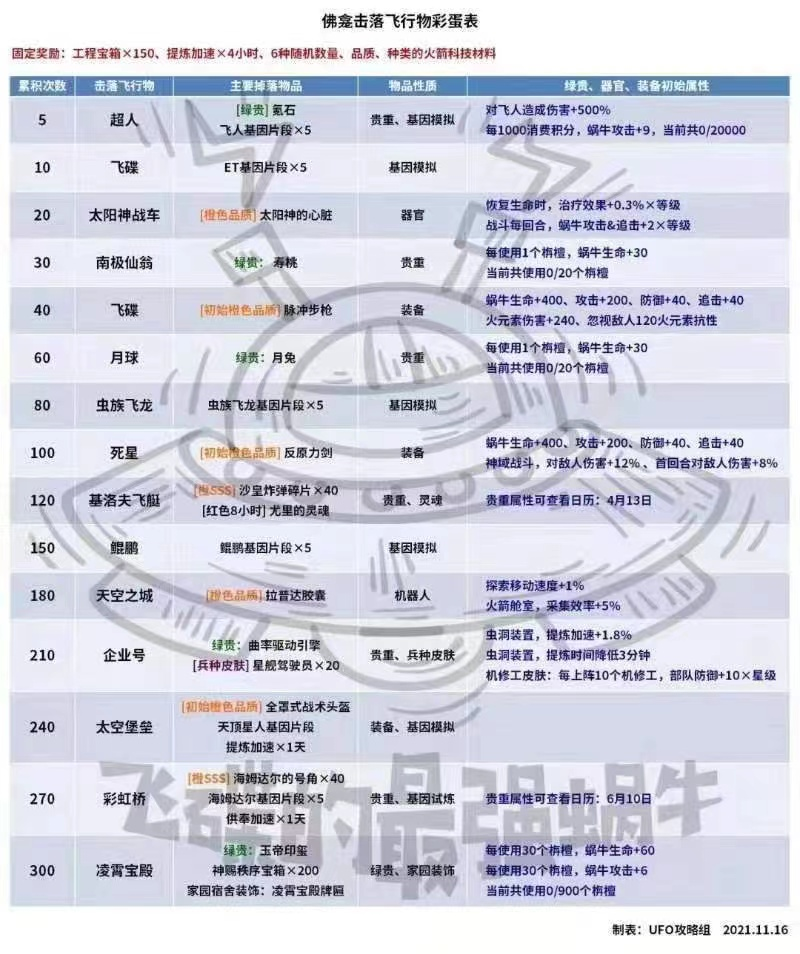 佛龛击落飞行物彩蛋表
固定奖励：工程宝箱×150、提炼加速×4小时、6种随机数量、品质、种类的火箭科技材料
累积次数 击落飞行物 主要掉落物品 物品性质 绿贵、器官、装备初始属性
5 超人 [绿贵] 氪石 贵重、基因模拟 对飞人造成伤害+500%
飞人基因片段×5 每1000消费积分，蜗牛攻击+9，当前共0/20000
10 飞碟 ET基因片段×5 基因模拟
20 太阳神战车 [橙色品质] 太阳神的心脏 器官 恢复生命时，治疗效果+0.3%×等级
战斗每回合，蜗牛攻击&追击+2×等级
30 南极仙翁 绿贵：寿桃 贵重 每使用1个栴檀，蜗牛生命+30
当前共使用0/20个栴檀
40 飞碟 [初始橙色品质] 脉冲步枪 装备 蜗牛生命+400、攻击+200、防御+40、追击+40
火元素伤害+240、忽视敌人120火元素抗性
60 月球 绿贵：月兔 贵重 每使用1个栴檀，蜗牛生命+30
当前共使用0/20个栴檀
80 虫族飞龙 虫族飞龙基因片段×5 基因模拟
100 死星 [初始橙色品质] 反原力剑 装备 蜗牛生命+400、攻击+200、防御+40、追击+40
神域战斗，对敌人伤害+12%、首回合对敌人伤害+8%
120 基洛夫飞艇 [橙SSS] 沙皇炸弹碎片×40 贵重、灵魂 贵重属性可查看日历：4月13日
[红色8小时] 尤里的灵魂
150 鲲鹏 鲲鹏基因片段×5 基因模拟
180 天空之城 [橙色品质] 拉普达胶囊 机器人 探索移动速度+1%
火箭舱室，采集效率+5%
210 企业号 绿贵：曲率驱动引擎 贵重、兵种皮肤 虫洞装置，提炼加速+1.8%
[兵种皮肤] 星舰驾驶员×20 虫洞装置，提炼时间降低3分钟
机修工皮肤：每上阵10个机修工，部队防御+10×星级
240 太空堡垒 [初始橙色品质] 全罩式战术头盔 装备、基因模拟
天顶星人基因片段
提炼加速×1天
270 彩虹桥 [橙SSS] 海姆达尔的号角×40 贵重、基因试炼 贵重属性可查看日历：6月10日
海姆达尔基因片段×5
供奉加速×1天
300 凌霄宝殿 绿贵：玉帝印玺 绿贵、家园装饰 每使用30个栴檀，蜗牛生命+60
神赐秩序宝箱×200 每使用30个栴檀，蜗牛攻击+6
家园宿舍装饰：凌霄宝殿牌匾 当前共使用0/900个栴檀
飞碟的最强蜗牛
制表：UFO攻略组 2021.11.16